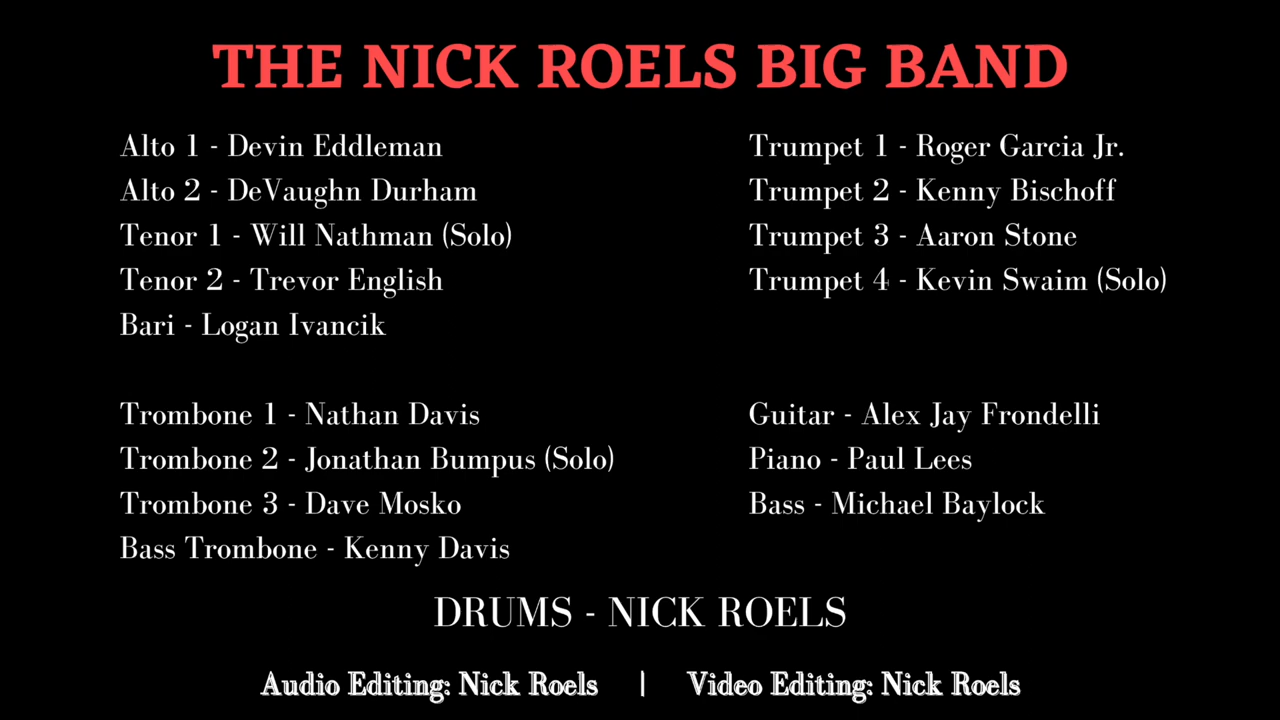 THE NICK ROELS BIG BAND
Alto 1 - Devin Eddleman
Alto 2 - DeVaughn Durham
Tenor 1 - Will Nathman (Solo)
Tenor 2 - Trevor English
Bari - Logan Ivancik
Trumpet 1 - Roger Garcia Jr.
Trumpet 2 - Kenny Bischoff
Trumpet 3 - Aaron Stone
Trumpet 4 - Kevin Swaim (Solo)
Trombone 1 - Nathan Davis
Trombone 2 - Jonathan Bumpus (Solo)
Trombone 3 - Dave Mosko
Bass Trombone - Kenny Davis
Guitar - Alex Jay Frondelli
Piano - Paul Lees
Bass - Michael Baylock
DRUMS - NICK ROELS
Audio Editing: Nick Roels | Video Editing: Nick Roels